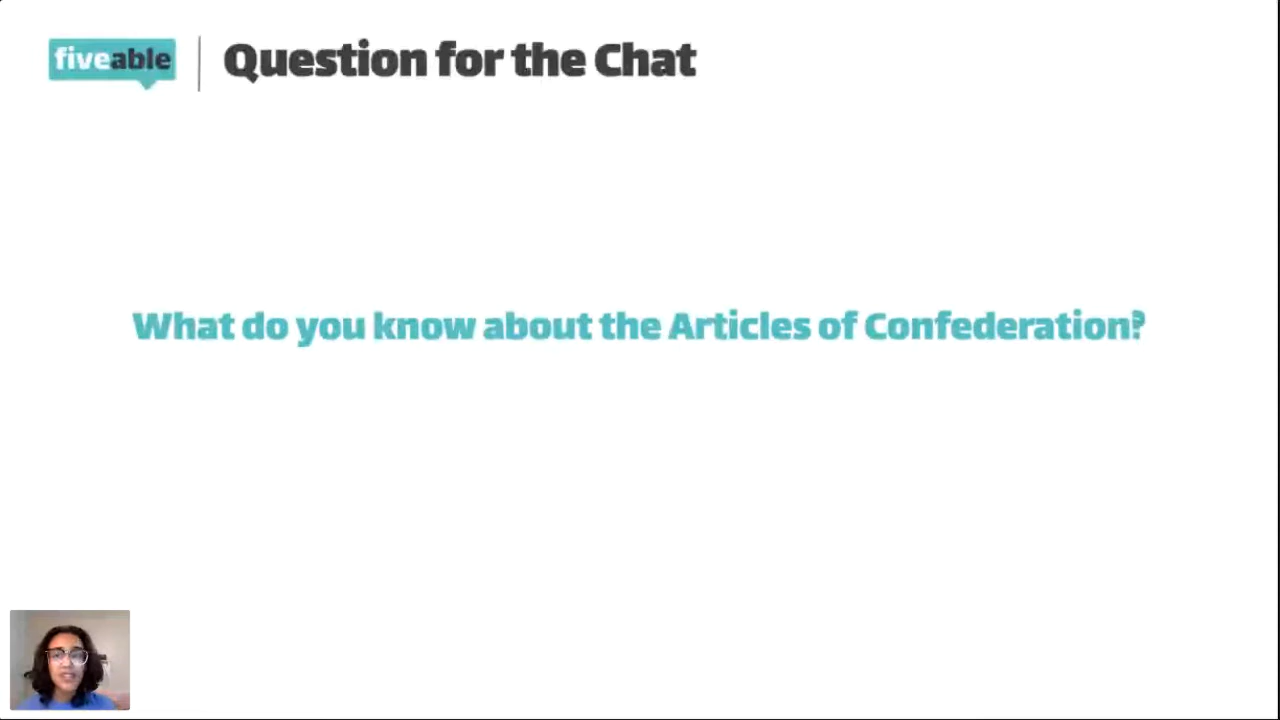 fiveable
Question for the Chat
What do you know about the Articles of Confederation?